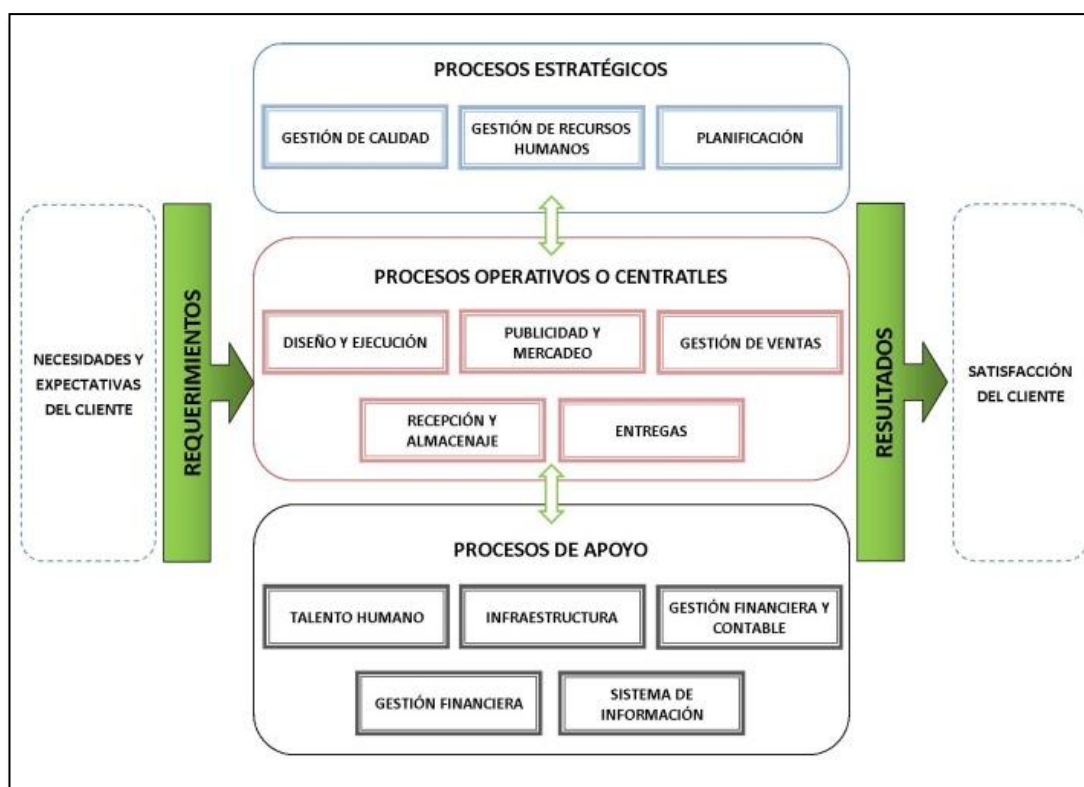 PROCESOS ESTRATÉGICOS
GESTIÓN DE CALIDAD
GESTIÓN DE RECURSOS
HUMANOS
PLANIFICACIÓN
NECESIDADES Y
EXPECTATIVAS
DEL CLIENTE
REQUERIMIENTOS
PROCESOS OPERATIVOS O CENTRATLES
DISEÑO Y EJECUCIÓN
PUBLICIDAD Y
MERCADEO
GESTIÓN DE VENTAS
RECEPCIÓN Y
ALMACENAJE
ENTREGAS
RESULTADOS
SATISFACCIÓN
DEL CLIENTE
PROCESOS DE APOYO
TALENTO HUMANO
INFRAESTRUCTURA
GESTIÓN FINANCIERA Y
CONTABLE
GESTIÓN FINANCIERA
SISTEMA DE
INFORMACIÓN